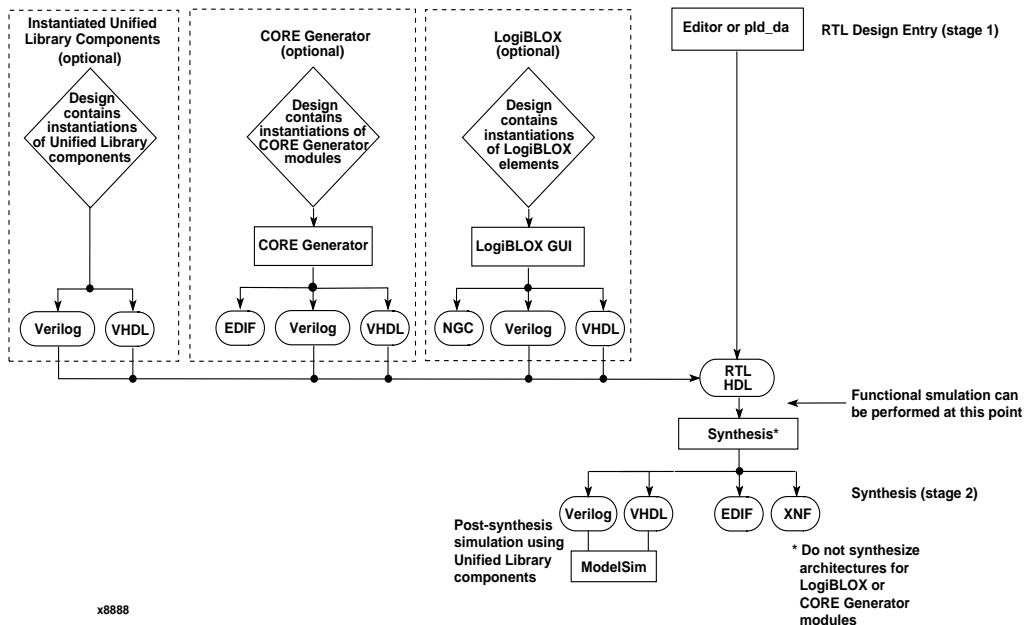 Instantiated Unified
Library Components
(optional)
Design
contains
instantiations
of Unified Library
components
Verilog
VHDL
CORE Generator
(optional)
Design
contains
instantiations of
CORE Generator
modules
CORE Generator
EDIF
Verilog
VHDL
LogiBLOX
(optional)
Design
contains
instantiations
of LogiBLOX
elements
LogiBLOX GUI
NGC
Verilog
VHDL
Editor or pld_da
RTL Design Entry (stage 1)
RTL
HDL
Functional smulation can
be performed at this point
Synthesis*
Synthesis (stage 2)
Verilog
VHDL
EDIF
XNF
Post-synthesis
simulation using
Unified Library
components
ModelSim
* Do not synthesize
architectures for
LogiBLOX or
CORE Generator
modules
x8888